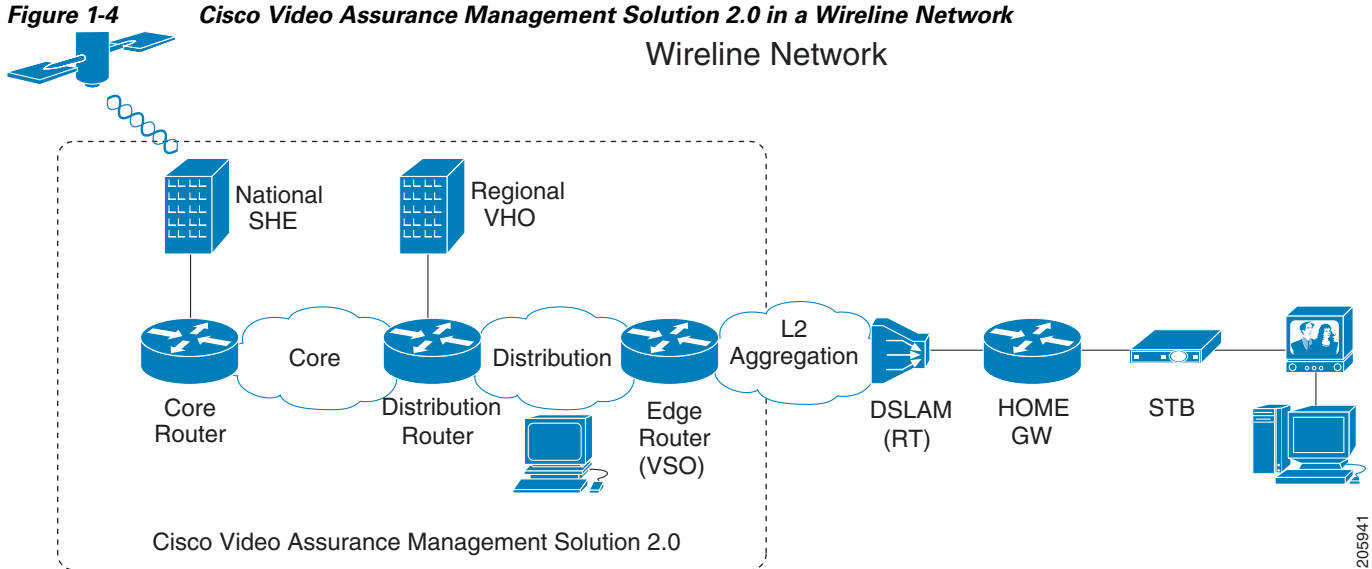 Figure 1-4 Cisco Video Assurance Management Solution 2.0 in a Wireline Network
Wireline Network
National
SHE
Regional
VHO
Core
Distribution
L2
Aggregation
Core
Router
Distribution
Router
Edge
Router
(VSO)
DSLAM
(RT)
HOME
GW
STB
Cisco Video Assurance Management Solution 2.0
205941